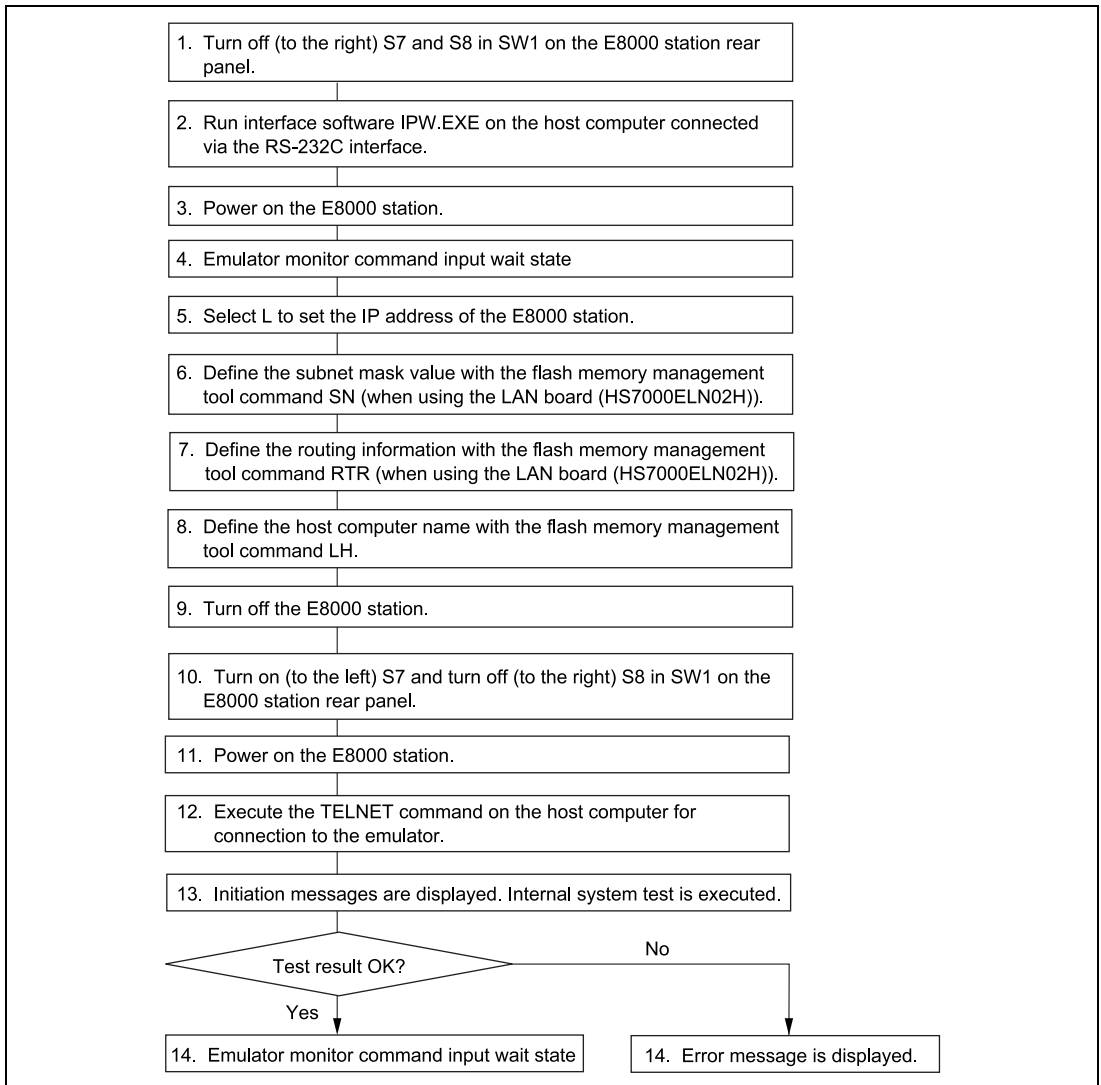 1. Turn off (to the right) S7 and S8 in SW1 on the E8000 station rear
panel.
2. Run interface software IPW.EXE on the host computer connected
via the RS-232C interface.
3. Power on the E8000 station.
4. Emulator monitor command input wait state
5. Select L to set the IP address of the E8000 station.
6. Define the subnet mask value with the flash memory management
tool command SN (when using the LAN board (HS7000ELN02H)).
7. Define the routing information with the flash memory management
tool command RTR (when using the LAN board (HS7000ELN02H)).
8. Define the host computer name with the flash memory management
tool command LH.
9. Turn off the E8000 station.
10. Turn on (to the left) S7 and turn off (to the right) S8 in SW1 on the
E8000 station rear panel.
11. Power on the E8000 station.
12. Execute the TELNET command on the host computer for
connection to the emulator.
13. Initiation messages are displayed. Internal system test is executed.
Test result OK?
No
Yes
14. Emulator monitor command input wait state
14. Error message is displayed.